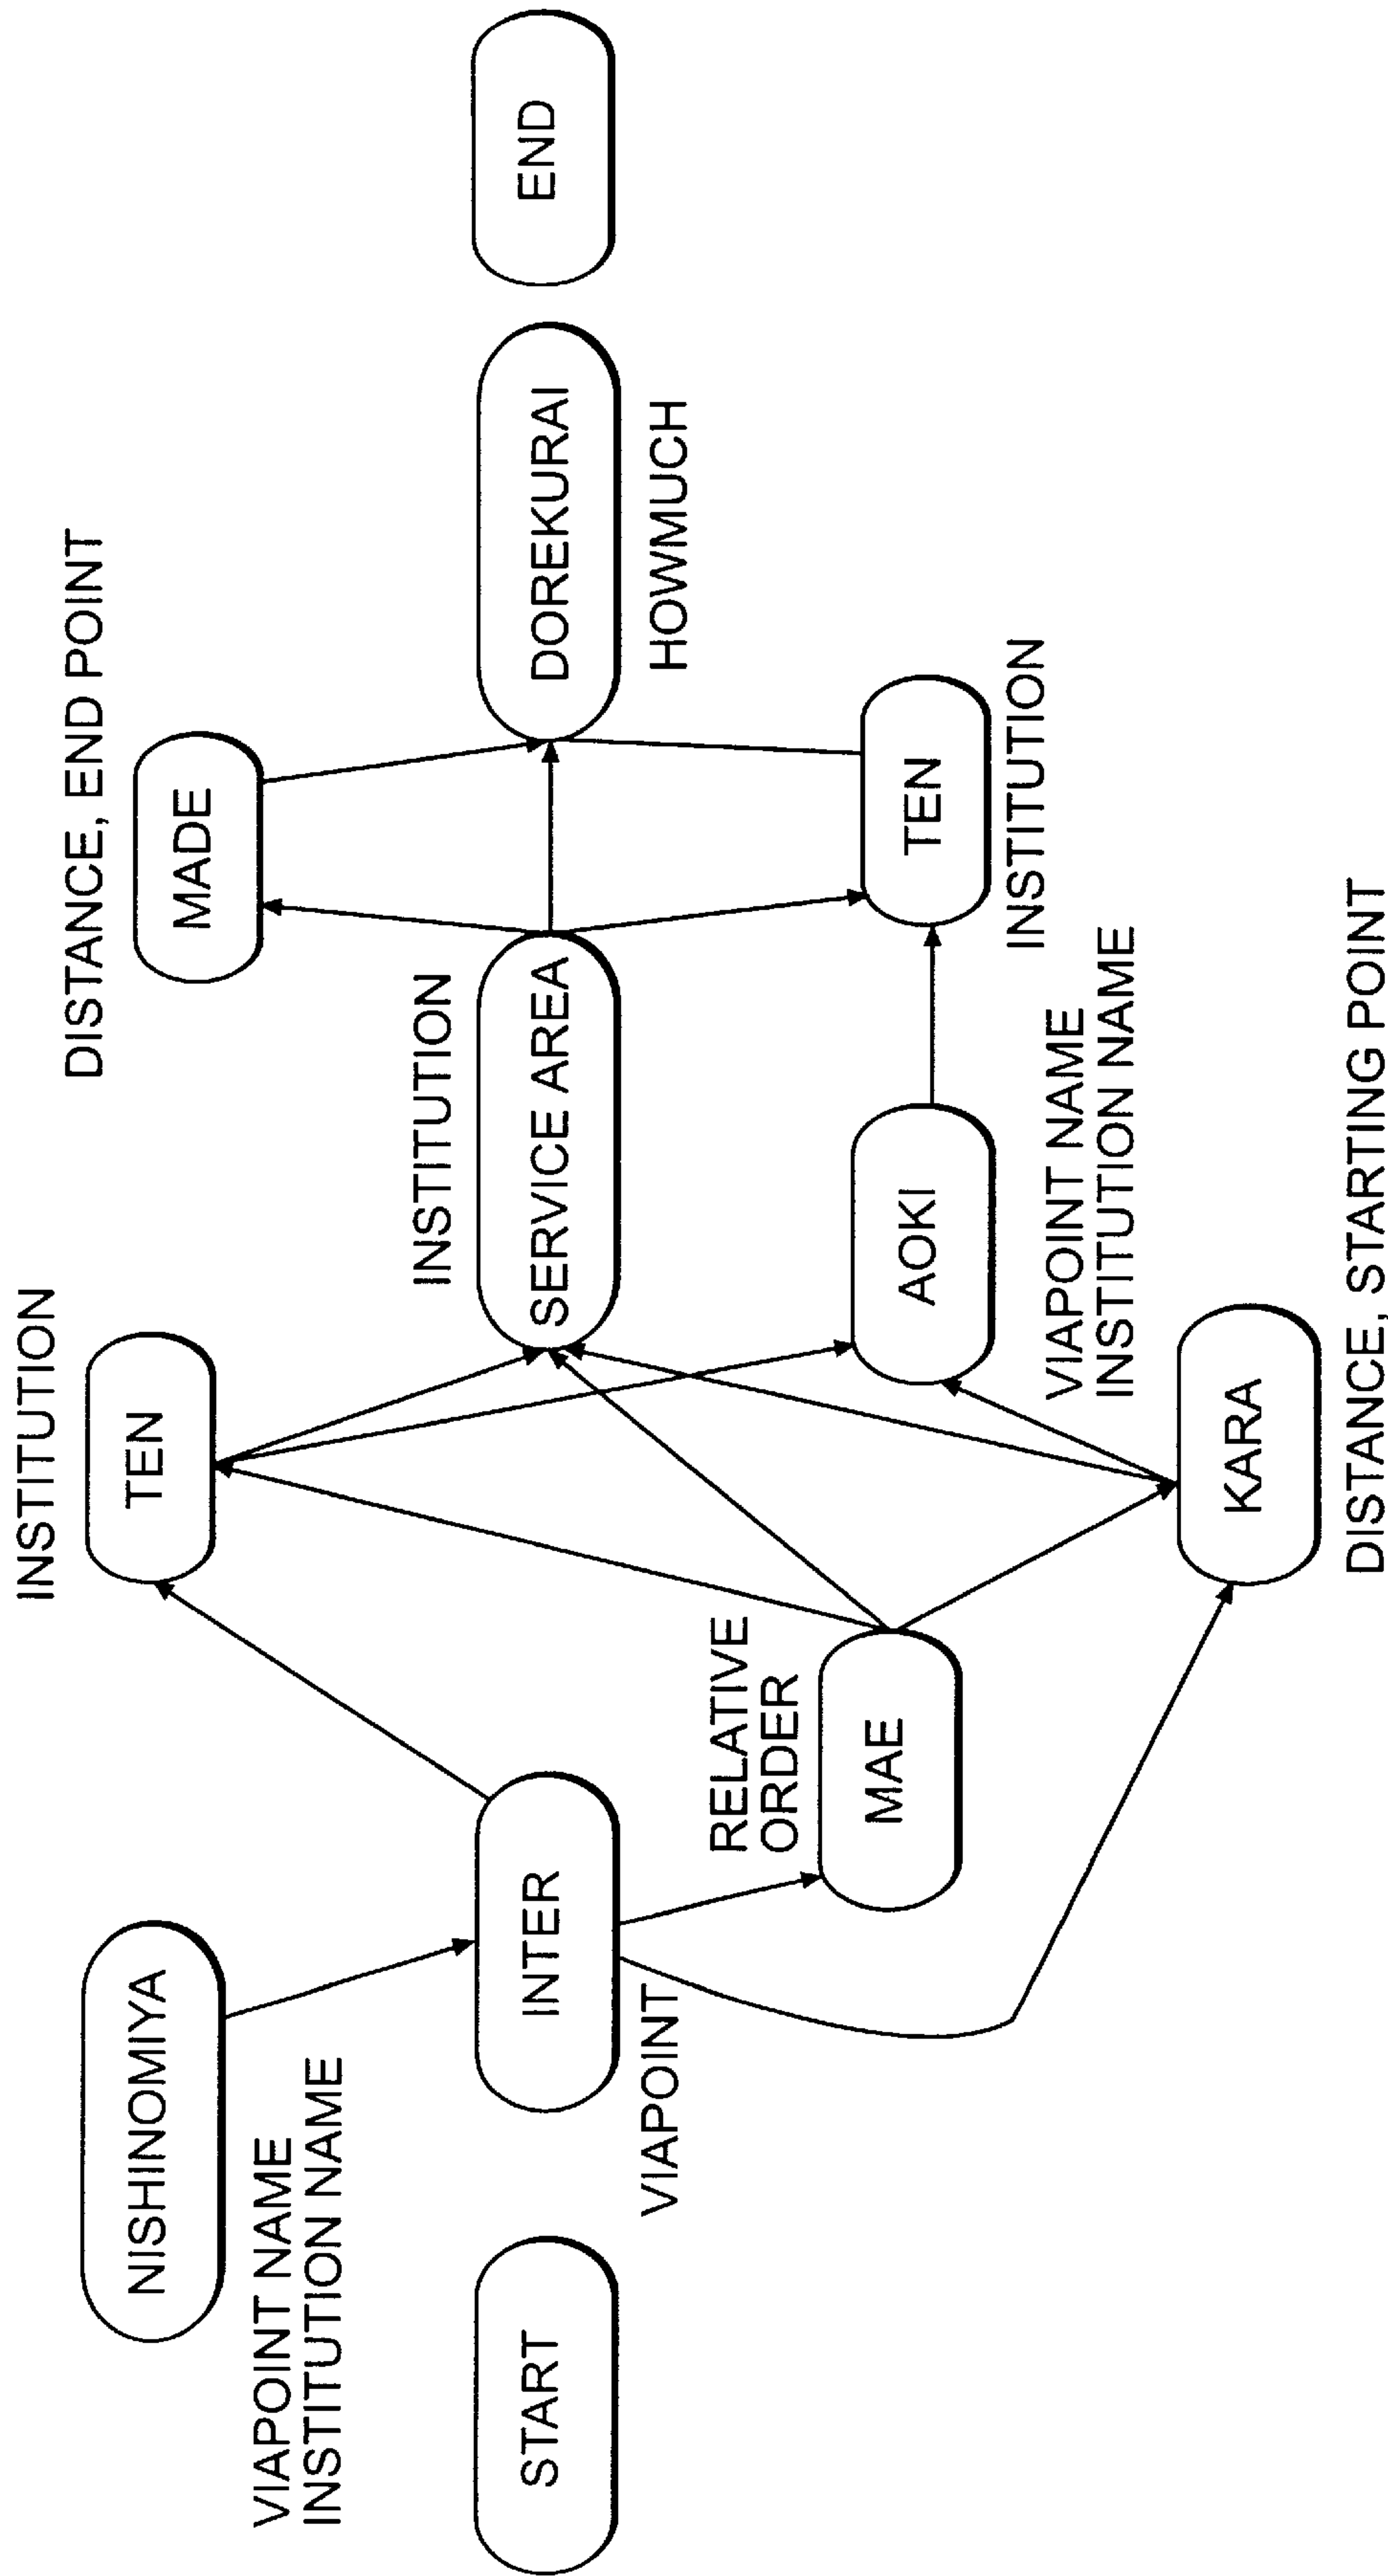 INSTITUTION
TEN
DISTANCE, END POINT
MADE
NISHINOMIYA
VIAPOINT NAME
INSTITUTION NAME
INSTITUTION
START
INTER
SERVICE AREA
DOREKURAI
END
VIAPOINT
HOWMUCH
RELATIVE
ORDER
MAE
AOKI
TEN
INSTITUTION
VIAPOINT NAME
INSTITUTION NAME
KARA
DISTANCE, STARTING POINT